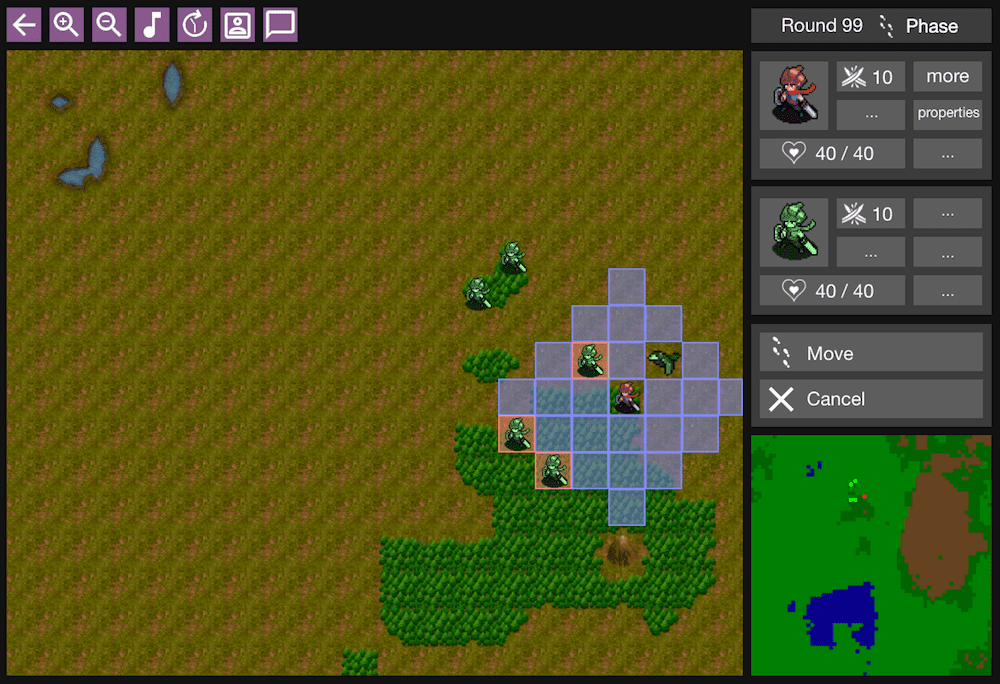 Round 99 Phase
10 more
... properties
40 / 40 ...
10 ...
... ...
40 / 40 ...
Move
Cancel